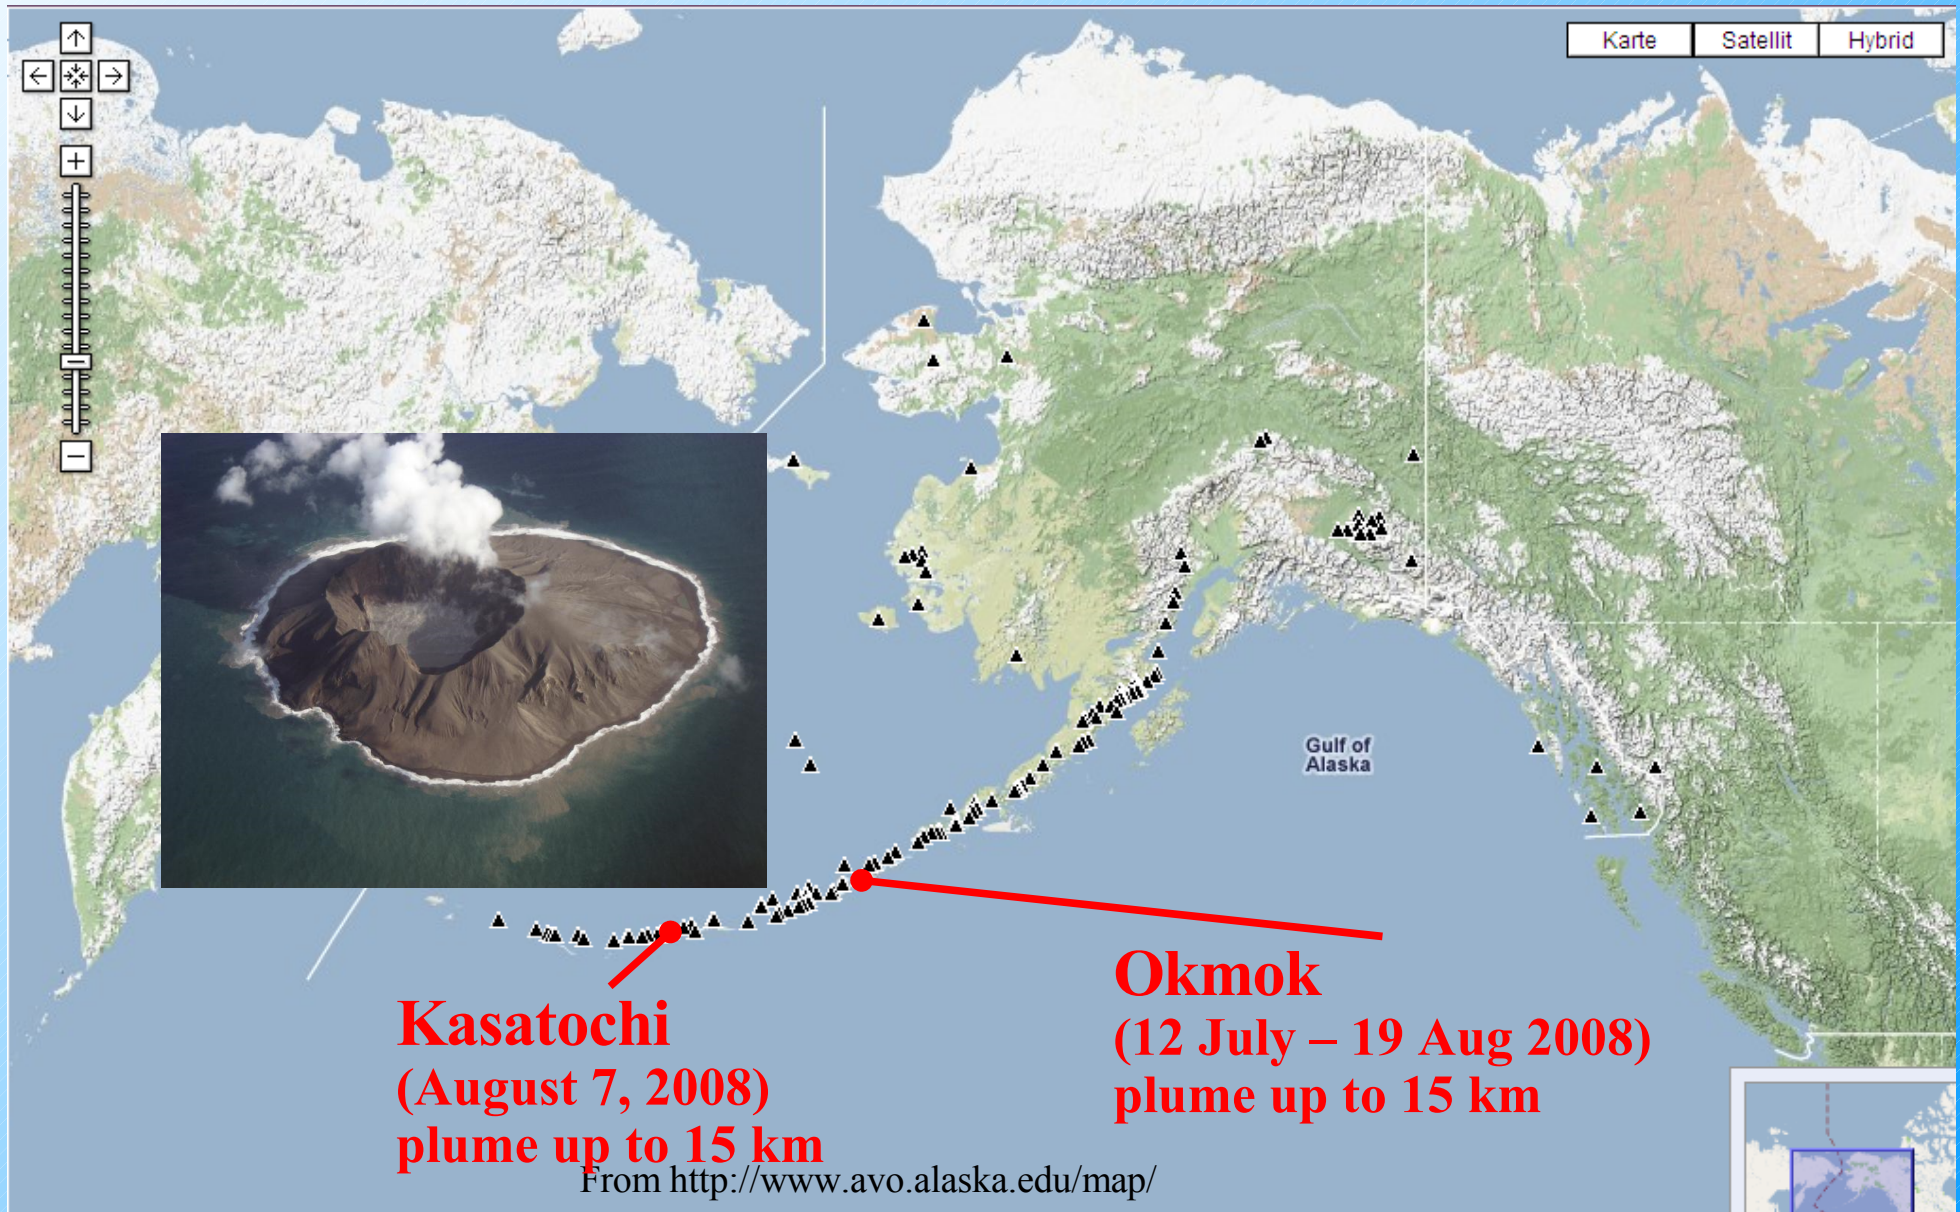 Karte Satellit Hybrid
Gulf of
Alaska
Kasatochi
(August 7, 2008)
plume up to 15 km
Okmok
(12 July – 19 Aug 2008)
plume up to 15 km
From http://www.avo.alaska.edu/map/